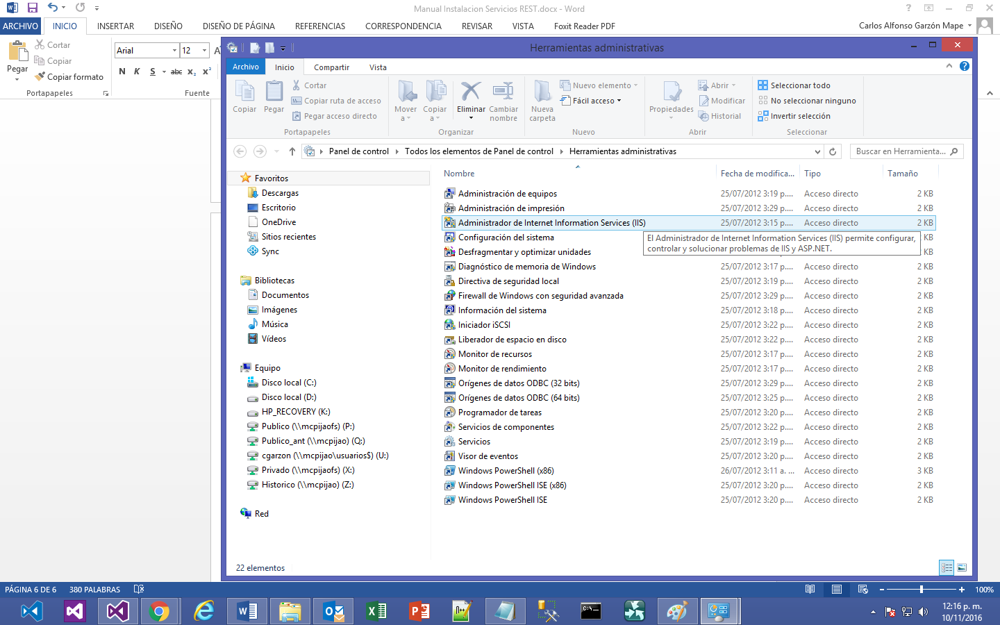 Manual Instalacion Servicios REST.docx - Word
ARCHIVO INICIO INSERTAR DISEÑO DISEÑO DE PÁGINA REFERENCIAS CORRESPONDENCIA REVISAR VISTA Foxit Reader PDF Carlos Alfonso Garzón Mape
Pegar
Cortar
Copiar
Copiar formato
Portapapeles
Arial 12
N K S abc x₂ x²
Fuente
Herramientas administrativas
Archivo Inicio Compartir Vista
Copiar
Pegar
Cortar
Copiar ruta de acceso
Pegar acceso directo
Portapapeles
Mover a
Copiar a
Eliminar
Cambiar nombre
Organizar
Nueva carpeta
Nuevo elemento
Fácil acceso
Nuevo
Propiedades
Abrir
Modificar
Historial
Abrir
Seleccionar todo
No seleccionar ninguno
Invertir selección
Seleccionar
Panel de control Todos los elementos de Panel de control Herramientas administrativas
Buscar en Herramienta...
Favoritos
Descargas
Escritorio
OneDrive
Sitios recientes
Sync
Bibliotecas
Documentos
Imágenes
Música
Vídeos
Equipo
Disco local (C:)
Disco local (D:)
HP_RECOVERY (K:)
Publico (\\mcpijaofs) (P:)
Publico_ant (\\mcpijao) (Q:)
cgarzon (\\mcpijao\usuarios$) (U:)
Privado (\\mcpijaofs) (X:)
Historico (\\mcpijao) (Z:)
Red
Nombre Fecha de modifica... Tipo Tamaño
Administración de equipos 25/07/2012 3:19 p.... Acceso directo 2 KB
Administración de impresión 25/07/2012 3:29 p.... Acceso directo 2 KB
Administrador de Internet Information Services (IIS) 25/07/2012 3:15 p.... Acceso directo 2 KB
Configuración del sistema KB
El Administrador de Internet Information Services (IIS) permite configurar,
controlar y solucionar problemas de IIS y ASP.NET.
Desfragmentar y optimizar unidades KB
Diagnóstico de memoria de Windows 25/07/2012 3:17 p.... Acceso directo 2 KB
Directiva de seguridad local 25/07/2012 3:19 p.... Acceso directo 2 KB
Firewall de Windows con seguridad avanzada 25/07/2012 3:29 p.... Acceso directo 2 KB
Información del sistema 25/07/2012 3:18 p.... Acceso directo 2 KB
Iniciador iSCSI 25/07/2012 3:22 p.... Acceso directo 2 KB
Liberador de espacio en disco 25/07/2012 3:22 p.... Acceso directo 2 KB
Monitor de recursos 25/07/2012 3:17 p.... Acceso directo 2 KB
Monitor de rendimiento 25/07/2012 3:17 p.... Acceso directo 2 KB
Orígenes de datos ODBC (32 bits) 25/07/2012 3:29 p.... Acceso directo 2 KB
Orígenes de datos ODBC (64 bits) 25/07/2012 3:25 p.... Acceso directo 2 KB
Programador de tareas 25/07/2012 3:20 p.... Acceso directo 2 KB
Servicios de componentes 25/07/2012 3:22 p.... Acceso directo 2 KB
Servicios 25/07/2012 3:19 p.... Acceso directo 2 KB
Visor de eventos 25/07/2012 3:20 p.... Acceso directo 2 KB
Windows PowerShell (x86) 26/07/2012 3:11 a. ... Acceso directo 3 KB
Windows PowerShell ISE (x86) 25/07/2012 3:20 p.... Acceso directo 2 KB
Windows PowerShell ISE 25/07/2012 3:20 p.... Acceso directo 2 KB
22 elementos
PÁGINA 6 DE 6 380 PALABRAS 100%
12:16 p. m.
10/11/2016